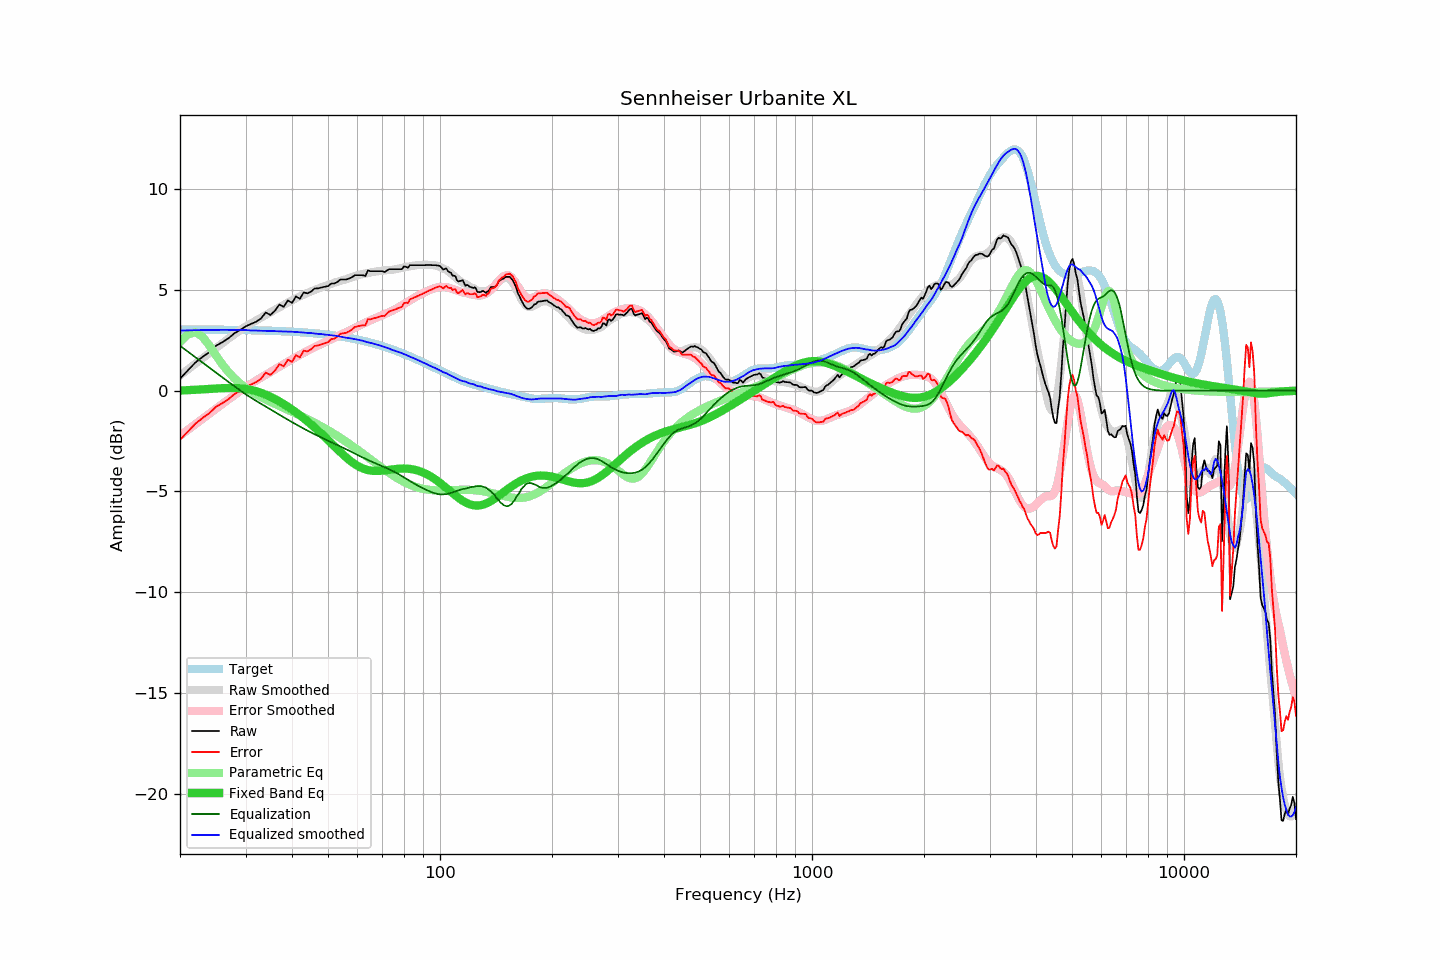 Sennheiser Urbanite XL
Amplitude (dBr)
10
5
0
−5
−10
−15
−20
Target
Raw Smoothed
Error Smoothed
Raw
Error
Parametric Eq
Fixed Band Eq
Equalization
Equalized smoothed
100
1000
10000
Frequency (Hz)